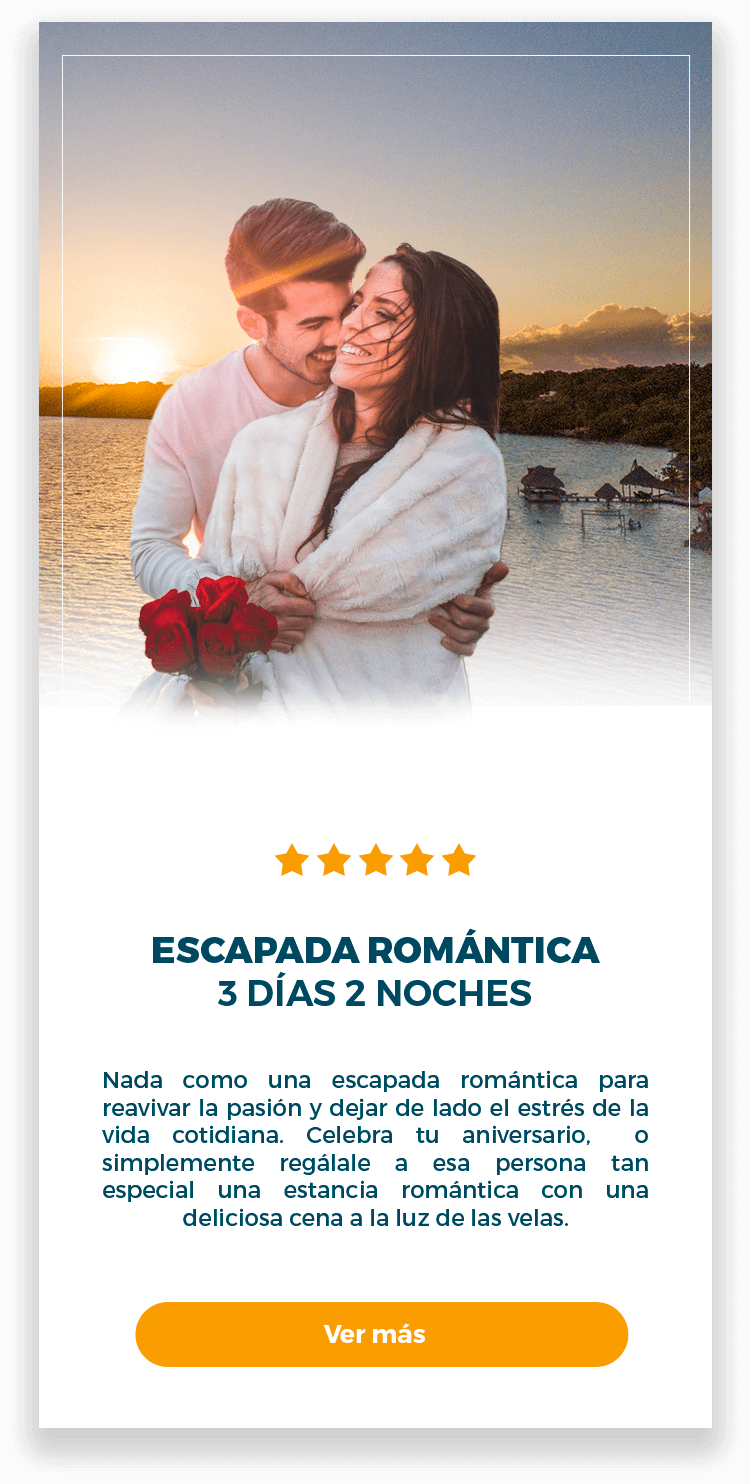 ESCAPADA ROMÁNTICA
3 DÍAS 2 NOCHES
Nada como una escapada romántica para
reavivar la pasión y dejar de lado el estrés de la
vida cotidiana. Celebra tu aniversario, o
simplemente regálale a esa persona tan
especial una estancia romántica con una
deliciosa cena a la luz de las velas.
Ver más